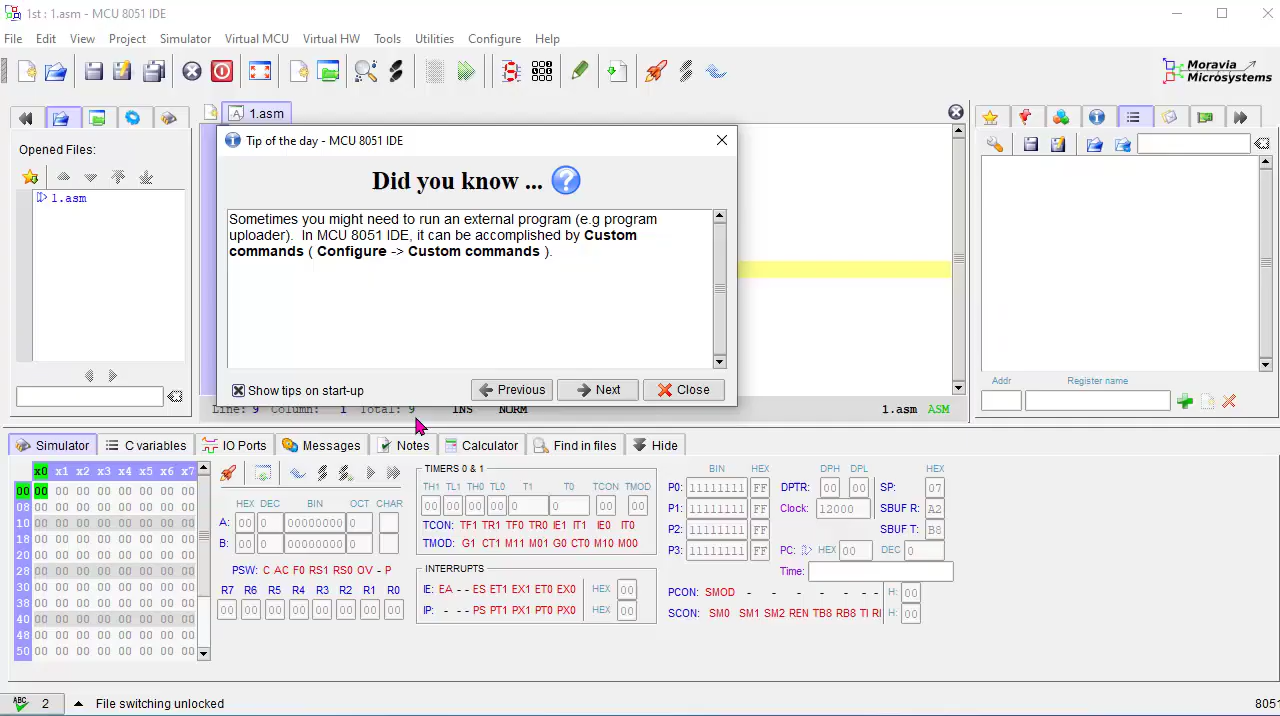 1st : 1.asm - MCU 8051 IDE
File Edit View Project Simulator Virtual MCU Virtual HW Tools Utilities Configure Help
Moravia
Microsystems
1.asm
Opened Files:
1.asm
Tip of the day - MCU 8051 IDE
Did you know ...
Sometimes you might need to run an external program (e.g program
uploader). In MCU 8051 IDE, it can be accomplished by Custom
commands ( Configure -> Custom commands ).
Show tips on start-up Previous Next Close
Line: 9 Column: 1 Total: 9 INS NORM 1.asm ASM
Addr Register name
Simulator C variables IO Ports Messages Notes Calculator Find in files Hide
x0 x1 x2 x3 x4 x5 x6 x7
00 00 00 00 00 00 00 00 00
08 00 00 00 00 00 00 00 00
10 00 00 00 00 00 00 00 00
18 00 00 00 00 00 00 00 00
20 00 00 00 00 00 00 00 00
28 00 00 00 00 00 00 00 00
30 00 00 00 00 00 00 00 00
38 00 00 00 00 00 00 00 00
40 00 00 00 00 00 00 00 00
48 00 00 00 00 00 00 00 00
50 00 00 00 00 00 00 00 00
HEX DEC BIN OCT CHAR
A: 00 0 00000000 0
B: 00 0 00000000 0
PSW: C AC F0 RS1 RS0 OV - P
R7 R6 R5 R4 R3 R2 R1 R0
00 00 00 00 00 00 00 00
TIMERS 0 & 1
TH1 TL1 TH0 TL0 T1 T0 TCON TMOD
00 00 00 00 0 0 00 00
TCON: TF1 TR1 TF0 TR0 IE1 IT1 IE0 IT0
TMOD: G1 CT1 M11 M01 G0 CT0 M10 M00
INTERRUPTS
IE: EA - - ES ET1 EX1 ET0 EX0 HEX 00
IP: - - - PS PT1 PX1 PT0 PX0 HEX 00
BIN HEX
P0: 11111111 FF
P1: 11111111 FF
P2: 11111111 FF
P3: 11111111 FF
DPH DPL HEX
DPTR: 00 00 SP: 07
Clock: 12000 SBUF R: A2
SBUF T: B8
PC: HEX 00 DEC 0
Time:
PCON: SMOD - - - - - - - H: 00
SCON: SM0 SM1 SM2 REN TB8 RB8 TI RI H: 00
ABC 2 File switching unlocked 8051